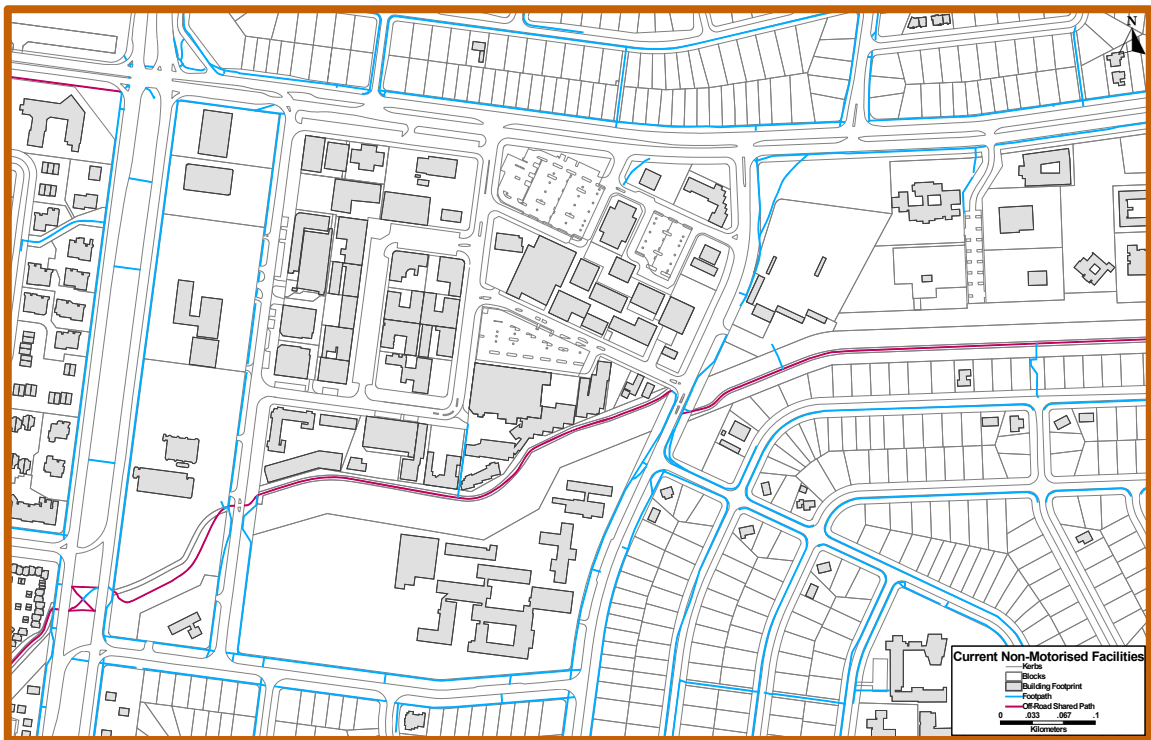 N
Current Non-Motorised Facilities
Kerbs
Blocks
Building Footprint
Footpath
Off-Road Shared Path
0 .033 .067 .1
Kilometers